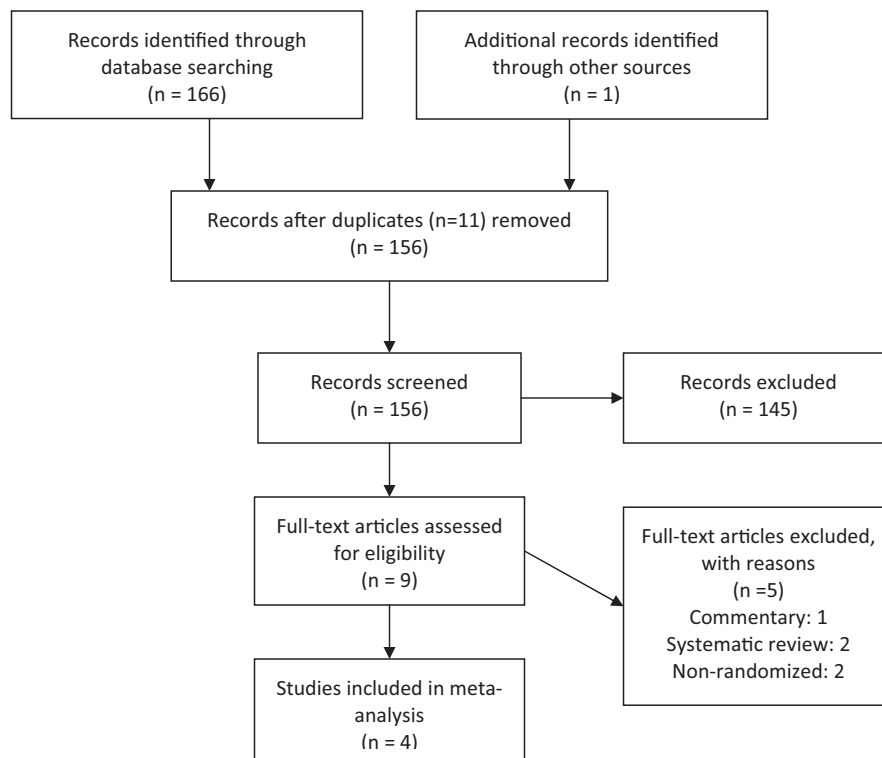 Records identified through
database searching
(n = 166)
Additional records identified
through other sources
(n = 1)
Records after duplicates (n=11) removed
(n = 156)
Records screened
(n = 156)
Records excluded
(n = 145)
Full-text articles assessed
for eligibility
(n = 9)
Full-text articles excluded,
with reasons
(n =5)
Commentary: 1
Systematic review: 2
Non-randomized: 2
Studies included in meta-
analysis
(n = 4)